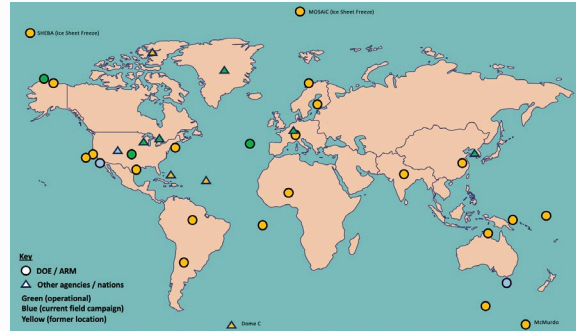 MOSAiC (Ice Sheet Freeze)
SHEBA (Ice Sheet Freeze)
Key
DOE / ARM
Other agencies / nations
Green (operational)
Blue (current field campaign)
Yellow (former location)
Dome C
McMurdo